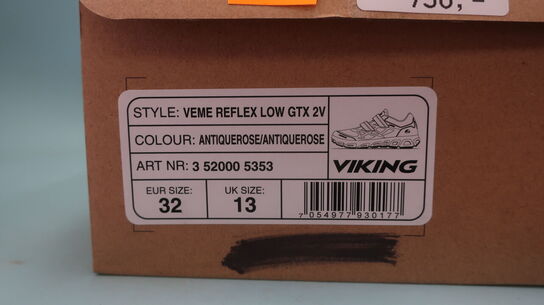 STYLE: VEME REFLEX LOW GTX 2V
COLOUR: ANTIQUEROSE/ANTIQUEROSE
ART NR: 3 52000 5353
VIKING
EUR SIZE: UK SIZE:
32 13
7 054977 930177